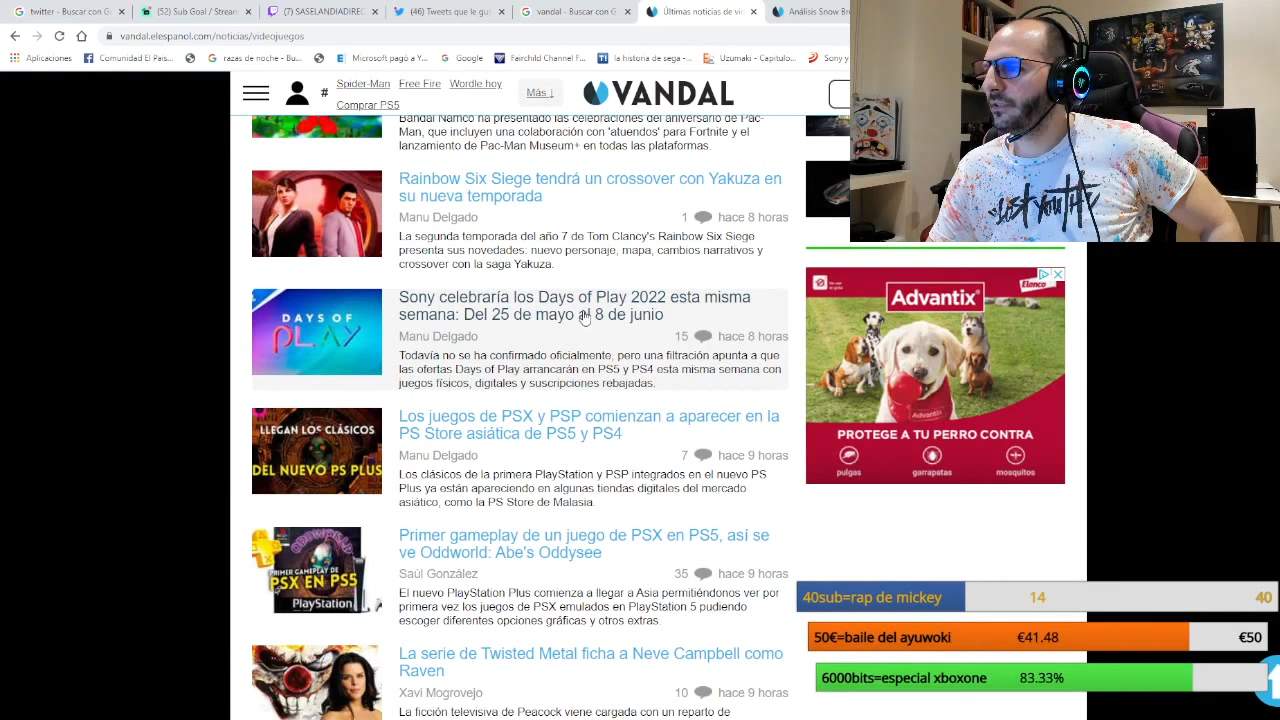 twitter - Bus
(52) Sub Goal / Stream
SASELANDIADIRECT
(46) Tweets que le gus
vandal - Google
Últimas noticias de vid
Análisis Snow Bro
vandal.elespanol.com/noticias/videojuegos
Aplicaciones
Comunidad El Pais...
razas de noche - Bu...
G
Google
Fairchild Channel F...
La historia de
Uzumaki - Capitulo...
Sony y
#
Spider-Man
Free Fire
Wordle hoy
Comprar PS5
Más ↓
VANDAL
Bandai Namco ha presentado las celebraciones del aniversario de Pac-
Man, que incluyen una colaboración con 'atuendos' para Fortnite y el
lanzamiento de Pac-Man Museum+ en todas las plataformas.
Rainbow Six Siege tendrá un crossover con Yakuza en
su nueva temporada
Manu Delgado
1
hace 8 horas
La segunda temporada del año 7 de Tom Clancy's Rainbow Six Siege
presenta sus novedades: nuevo personaje, mapa, cambios narrativos y
crossover con la saga Yakuza.
DAYS OF
PLAY
Sony celebraría los Days of Play 2022 esta misma
semana: Del 25 de mayo al 8 de junio
Manu Delgado
15
hace 8 horas
Todavía no se ha confirmado oficialmente, pero una filtración apunta a que
las ofertas Days of Play arrancarán en PS5 y PS4 esta misma semana con
juegos físicos, digitales y suscripciones rebajadas.
LLEGAN LOS CLÁSICOS
DEL NUEVO PS PLUS
Los juegos de PSX y PSP comienzan a aparecer en la
PS Store asiática de PS5 y PS4
Manu Delgado
7
hace 9 horas
Los clásicos de la primera PlayStation y PSP integrados en el nuevo PS
Plus ya están apareciendo en algunas tiendas digitales del mercado
asiático, como la PS Store de Malasia.
ODDWORLD
PRIMER GAMEPLAY DE
PSX EN PS5
PlayStation
Primer gameplay de un juego de PSX en PS5, así se
ve Oddworld: Abe's Oddysee
Saúl González
35
hace 9 horas
El nuevo PlayStation Plus comienza a llegar a Asia permitiéndonos ver por
primera vez los juegos de PSX emulados en PlayStation 5 pudiendo
escoger diferentes opciones gráficas y otros extras.
La serie de Twisted Metal ficha a Neve Campbell como
Raven
Xavi Mogrovejo
10
hace 9 horas
La ficción televisiva de Peacock viene cargada con un reparto de
Lost youTH
Advantix
Elanco
Advantix
PROTEGE A TU PERRO CONTRA
pulgas
garrapatas
mosquitos
40sub=rap de mickey
14
40
50€=baile del ayuwoki
€41.48
€50
6000bits=especial xboxone
83.33%